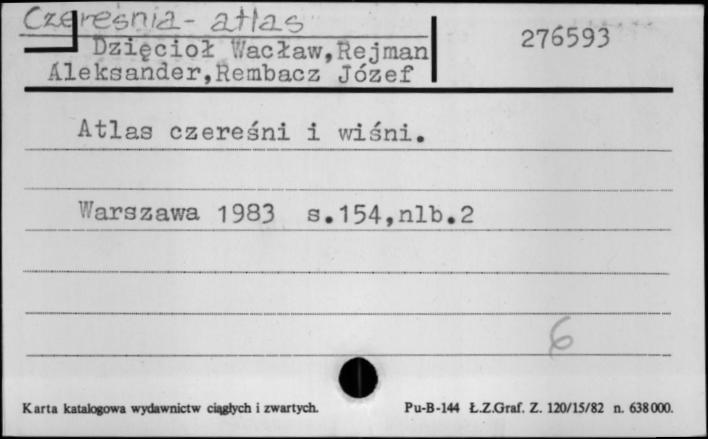 Czereśnia - atlas
Dzięcioł Wacław,Rejman
Aleksander,Rembacz Józef
276593
Atlas czereśni i wiśni.
Warszawa 1983 s.154,nlb.2
6
Karta katalogowa wydawnictw ciągłych i zwartych.
Pu-B-144 Ł.Z.Graf. Z. 120/15/82 n. 638000.